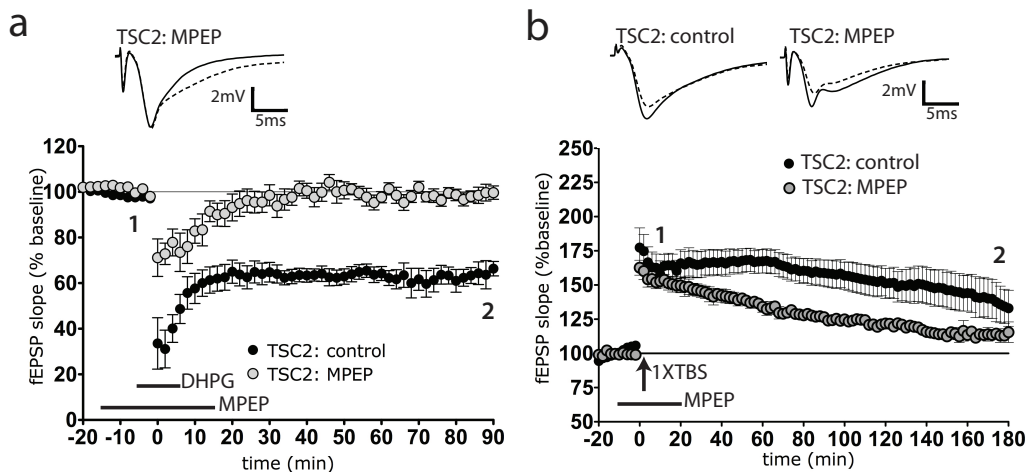 a
TSC2: MPEP
2mV
5ms
120
100
80
60
40
20
0
fEPSP slope (% baseline)
1
2
TSC2: control
TSC2: MPEP
DHPG
MPEP
-20 -10 0 10 20 30 40 50 60 70 80 90
time (min)
b
TSC2: control
TSC2: MPEP
2mV
5ms
250
225
200
175
150
125
100
75
50
fEPSP slope (%baseline)
TSC2: control
TSC2: MPEP
1
2
1XTBS
MPEP
-20 0 20 40 60 80 100 120 140 160 180
time (min)